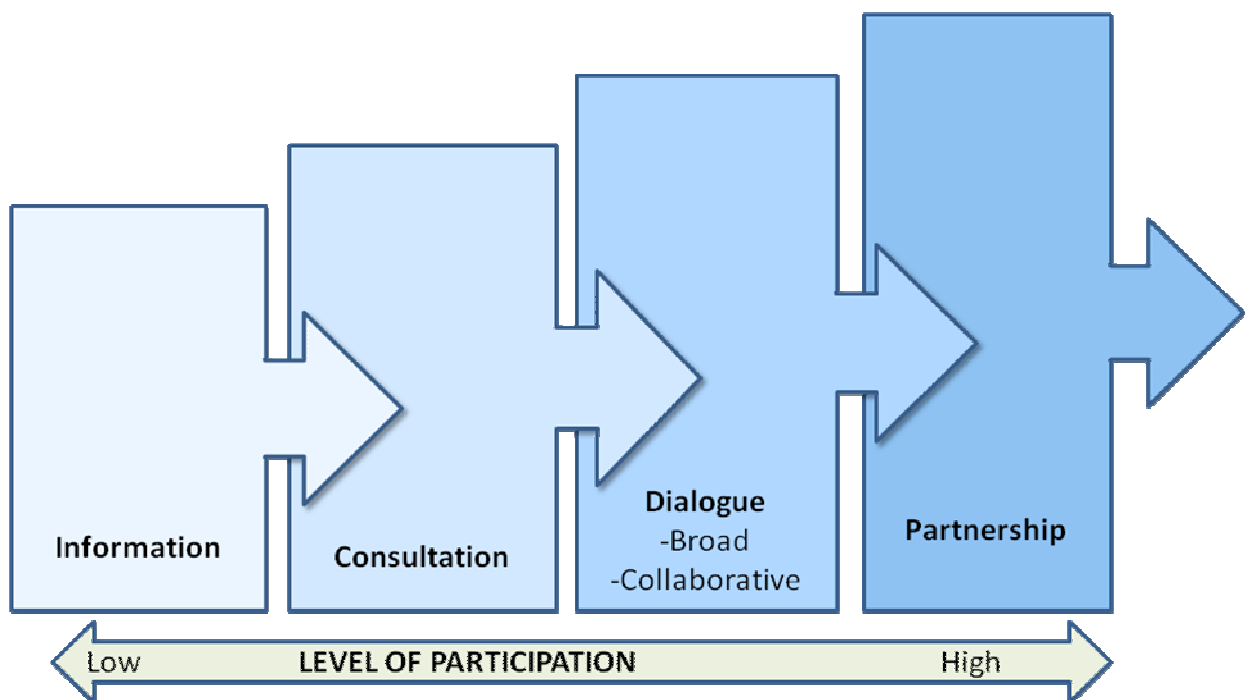 Information
Consultation
Dialogue
-Broad
-Collaborative
Partnership
Low LEVEL OF PARTICIPATION High